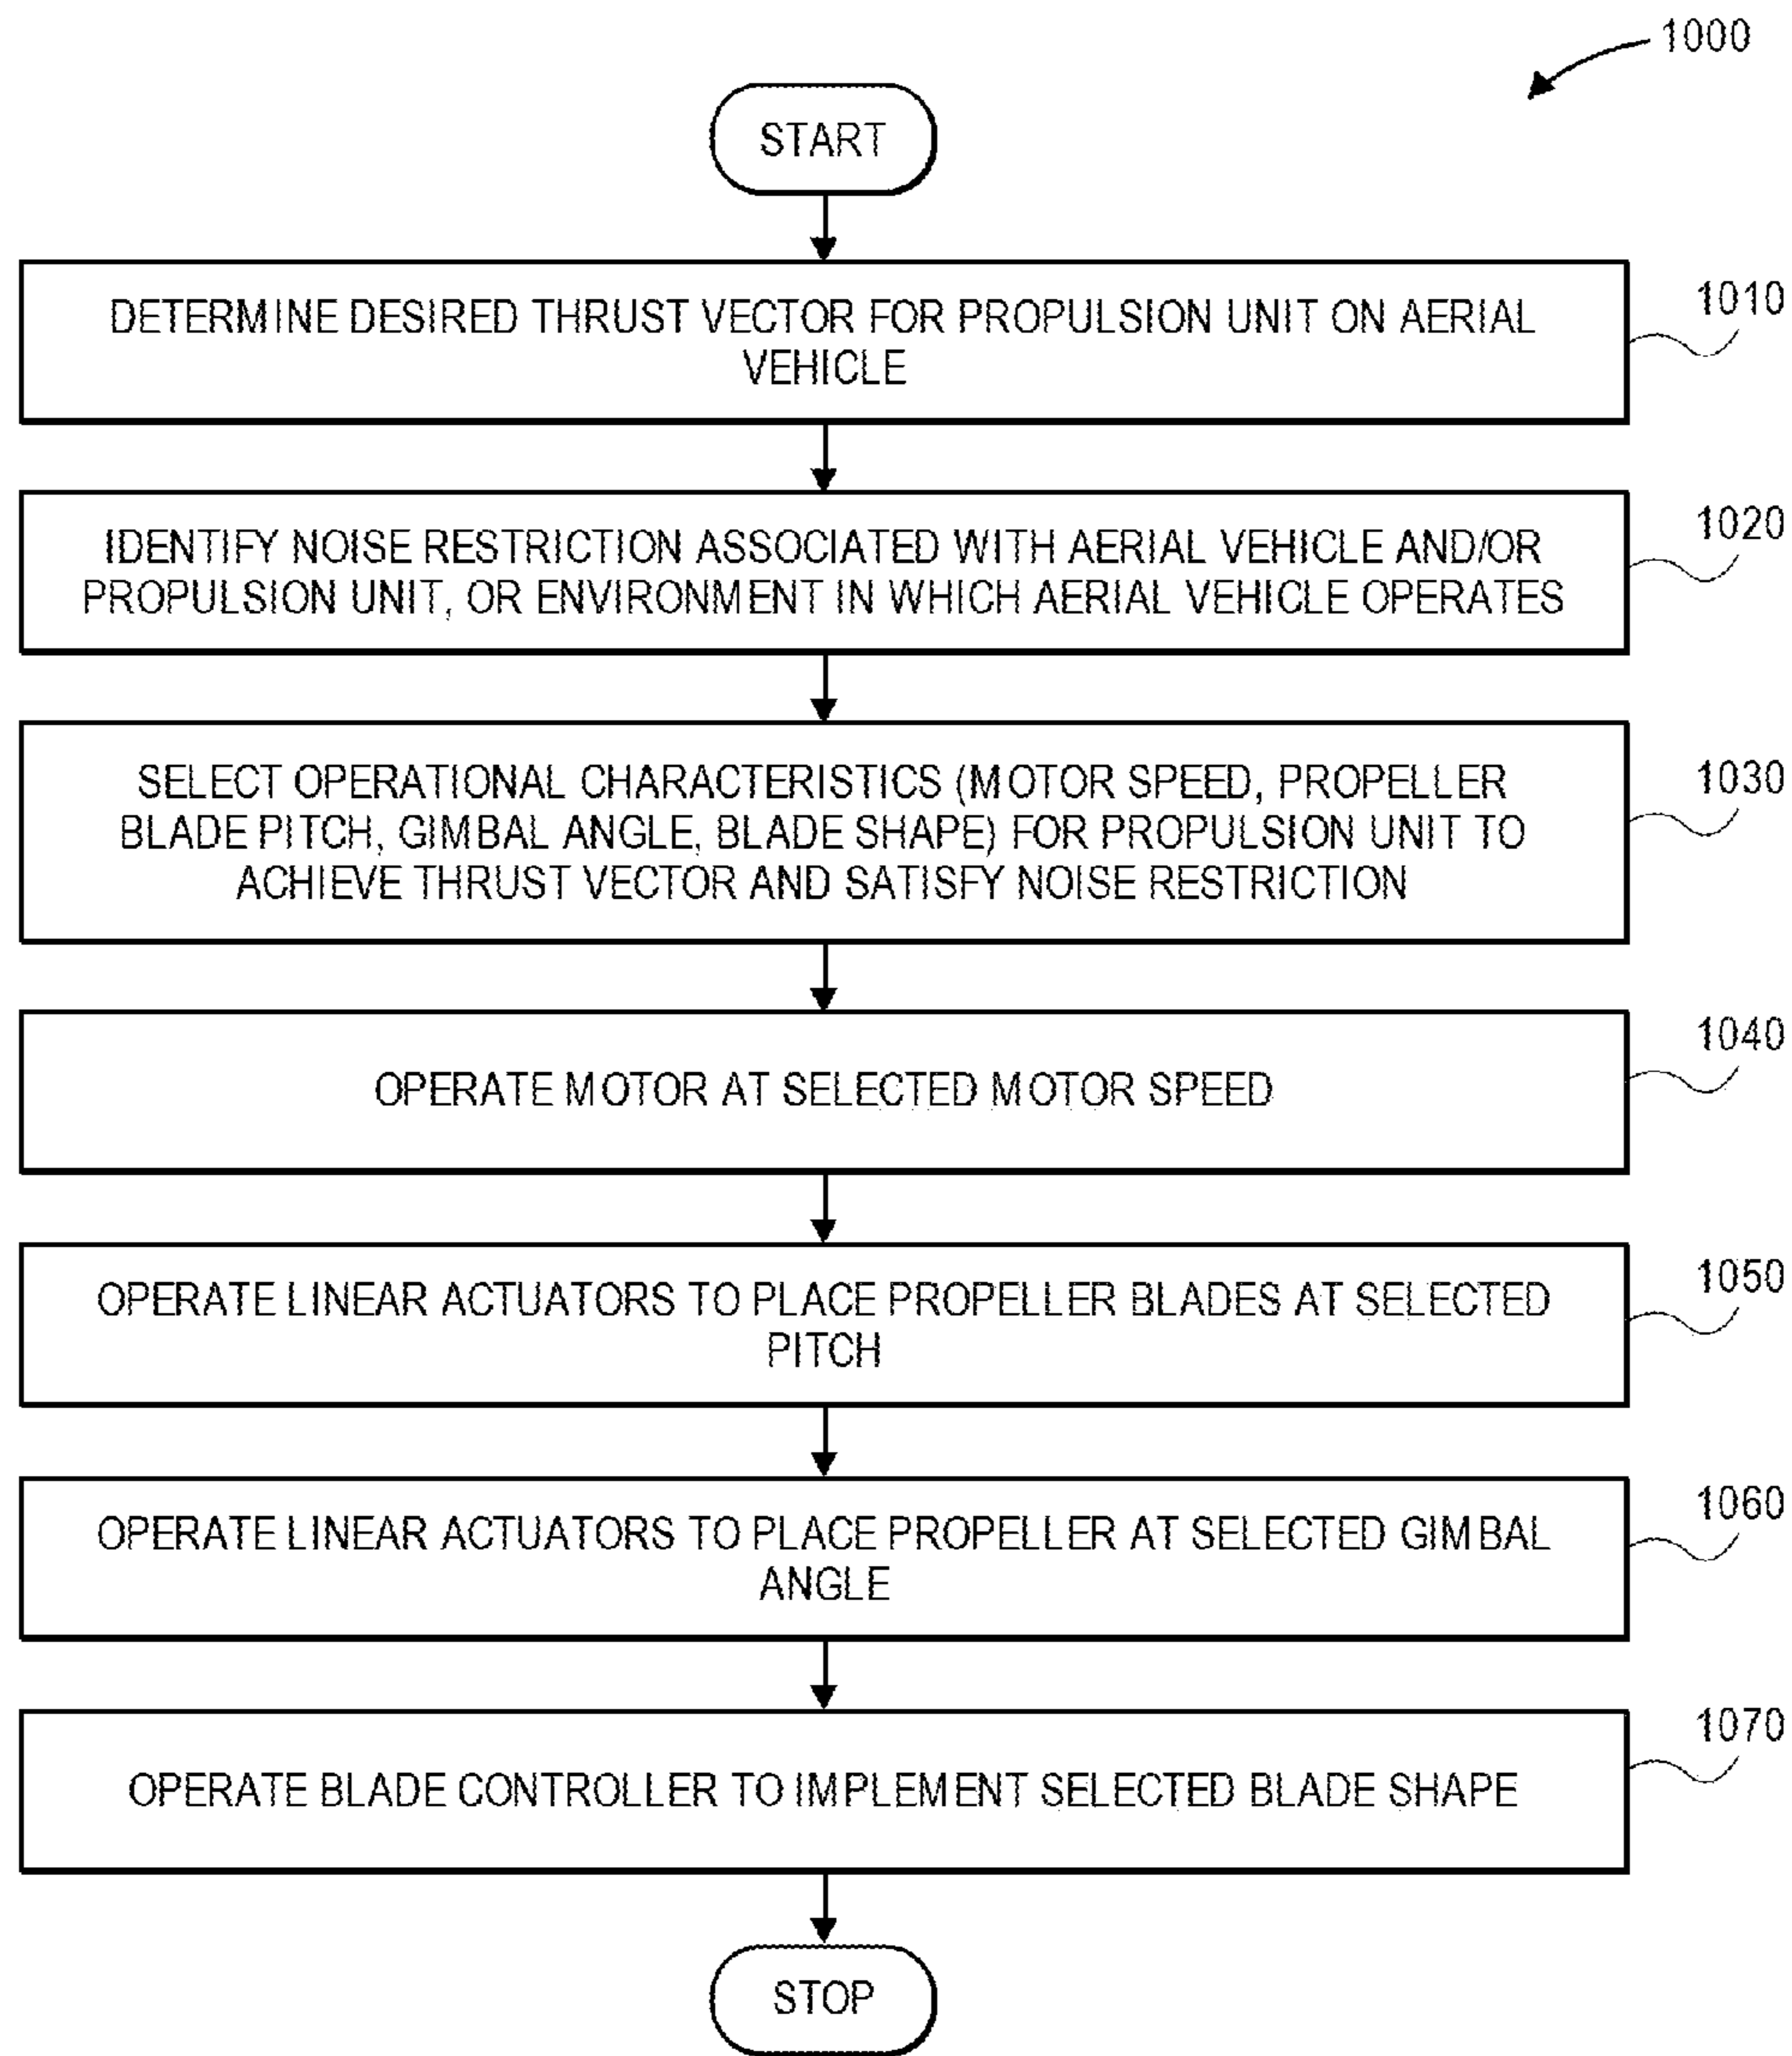 1000
START
DETERMINE DESIRED THRUST VECTOR FOR PROPULSION UNIT ON AERIAL
VEHICLE
1010
IDENTIFY NOISE RESTRICTION ASSOCIATED WITH AERIAL VEHICLE AND/OR
PROPULSION UNIT, OR ENVIRONMENT IN WHICH AERIAL VEHICLE OPERATES
1020
SELECT OPERATIONAL CHARACTERISTICS (MOTOR SPEED, PROPELLER
BLADE PITCH, GIMBAL ANGLE, BLADE SHAPE) FOR PROPULSION UNIT TO
ACHIEVE THRUST VECTOR AND SATISFY NOISE RESTRICTION
1030
OPERATE MOTOR AT SELECTED MOTOR SPEED
1040
OPERATE LINEAR ACTUATORS TO PLACE PROPELLER BLADES AT SELECTED
PITCH
1050
OPERATE LINEAR ACTUATORS TO PLACE PROPELLER AT SELECTED GIMBAL
ANGLE
1060
OPERATE BLADE CONTROLLER TO IMPLEMENT SELECTED BLADE SHAPE
1070
STOP